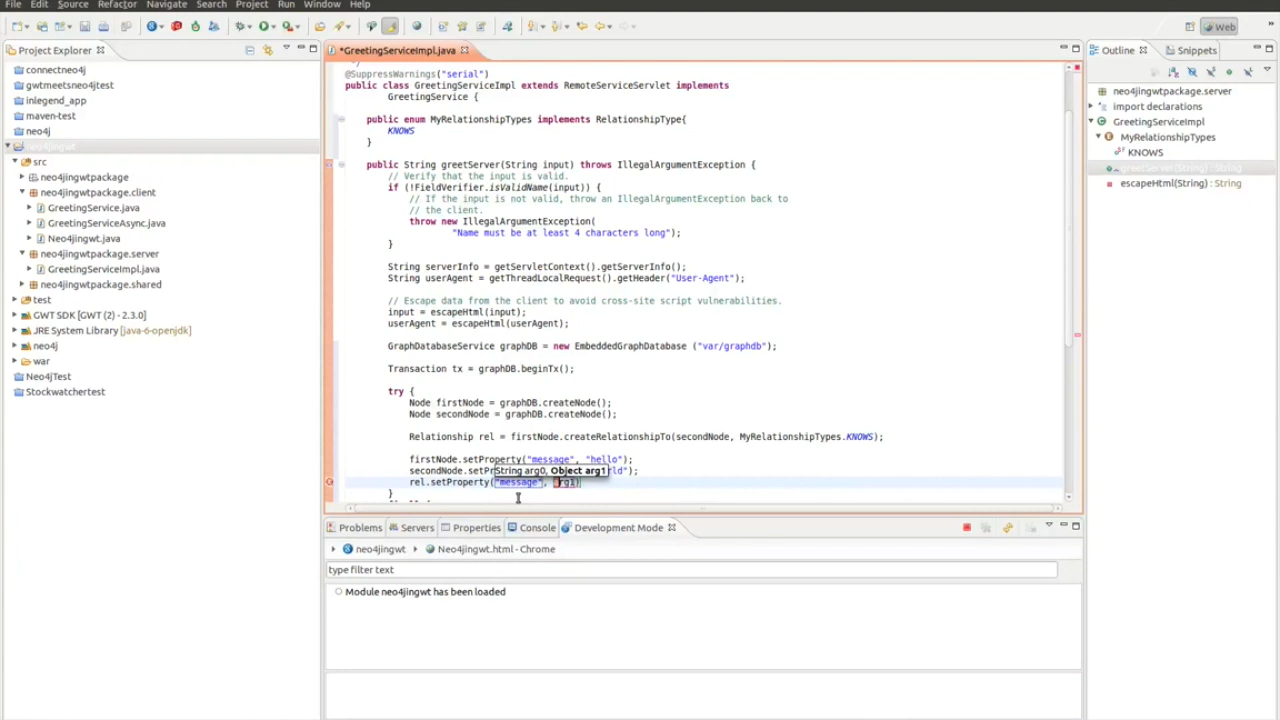 File Edit Source Refactor Navigate Search Project Run Window Help
Web
Project Explorer
connectneo4j
gwtmeetsneo4jtest
inlegend_app
maven-test
neo4j
neo4jingwt
src
neo4jingwtpackage
neo4jingwtpackage.client
GreetingService.java
GreetingServiceAsync.java
Neo4jingwt.java
neo4jingwtpackage.server
GreetingServiceImpl.java
neo4jingwtpackage.shared
test
GWT SDK [GWT (2) - 2.3.0]
JRE System Library [java-6-openjdk]
neo4j
war
Neo4jTest
Stockwatchertest
*GreetingServiceImpl.java
*/
@SuppressWarnings("serial")
public class GreetingServiceImpl extends RemoteServiceServlet implements
GreetingService {
public enum MyRelationshipTypes implements RelationshipType{
KNOWS
}
public String greetServer(String input) throws IllegalArgumentException {
// Verify that the input is valid.
if (!FieldVerifier.isValidName(input)) {
// If the input is not valid, throw an IllegalArgumentException back to
// the client.
throw new IllegalArgumentException(
"Name must be at least 4 characters long");
}
String serverInfo = getServletContext().getServerInfo();
String userAgent = getThreadLocalRequest().getHeader("User-Agent");
// Escape data from the client to avoid cross-site script vulnerabilities.
input = escapeHtml(input);
userAgent = escapeHtml(userAgent);
GraphDatabaseService graphDB = new EmbeddedGraphDatabase ("var/graphdb");
Transaction tx = graphDB.beginTx();
try {
Node firstNode = graphDB.createNode();
Node secondNode = graphDB.createNode();
Relationship rel = firstNode.createRelationshipTo(secondNode, MyRelationshipTypes.KNOWS);
firstNode.setProperty("message", "hello");
secondNode.setPr String arg0, Object arg1 rld");
rel.setProperty("message", arg1)
}
Problems Servers Properties Console Development Mode
neo4jingwt Neo4jingwt.html - Chrome
type filter text
Module neo4jingwt has been loaded
Outline Snippets
neo4jingwtpackage.server
import declarations
GreetingServiceImpl
MyRelationshipTypes
KNOWS
greetServer(String) : String
escapeHtml(String) : String